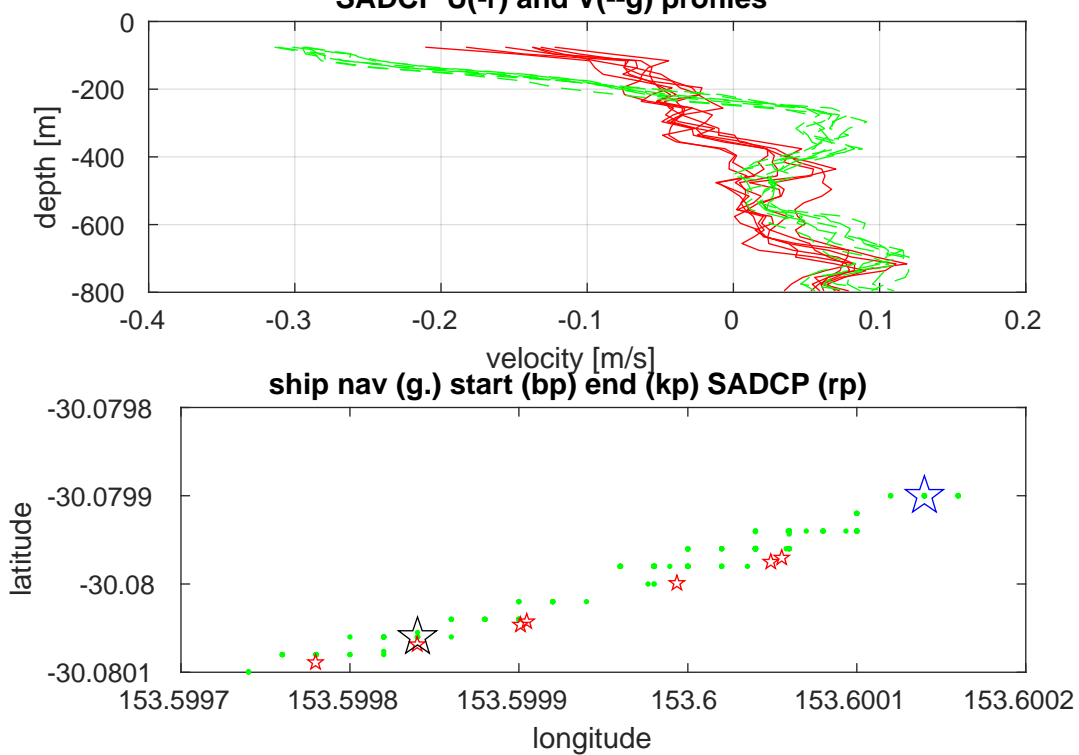 SADCP U(-r) and V(--g) profiles
0
-200
-400
-600
-800
depth [m]
-0.4 -0.3 -0.2 -0.1 0 0.1 0.2
velocity [m/s]
ship nav (g.) start (bp) end (kp) SADCP (rp)
-30.0798
-30.0799
-30.08
-30.0801
latitude
153.5997 153.5998 153.5999 153.6 153.6001 153.6002
longitude